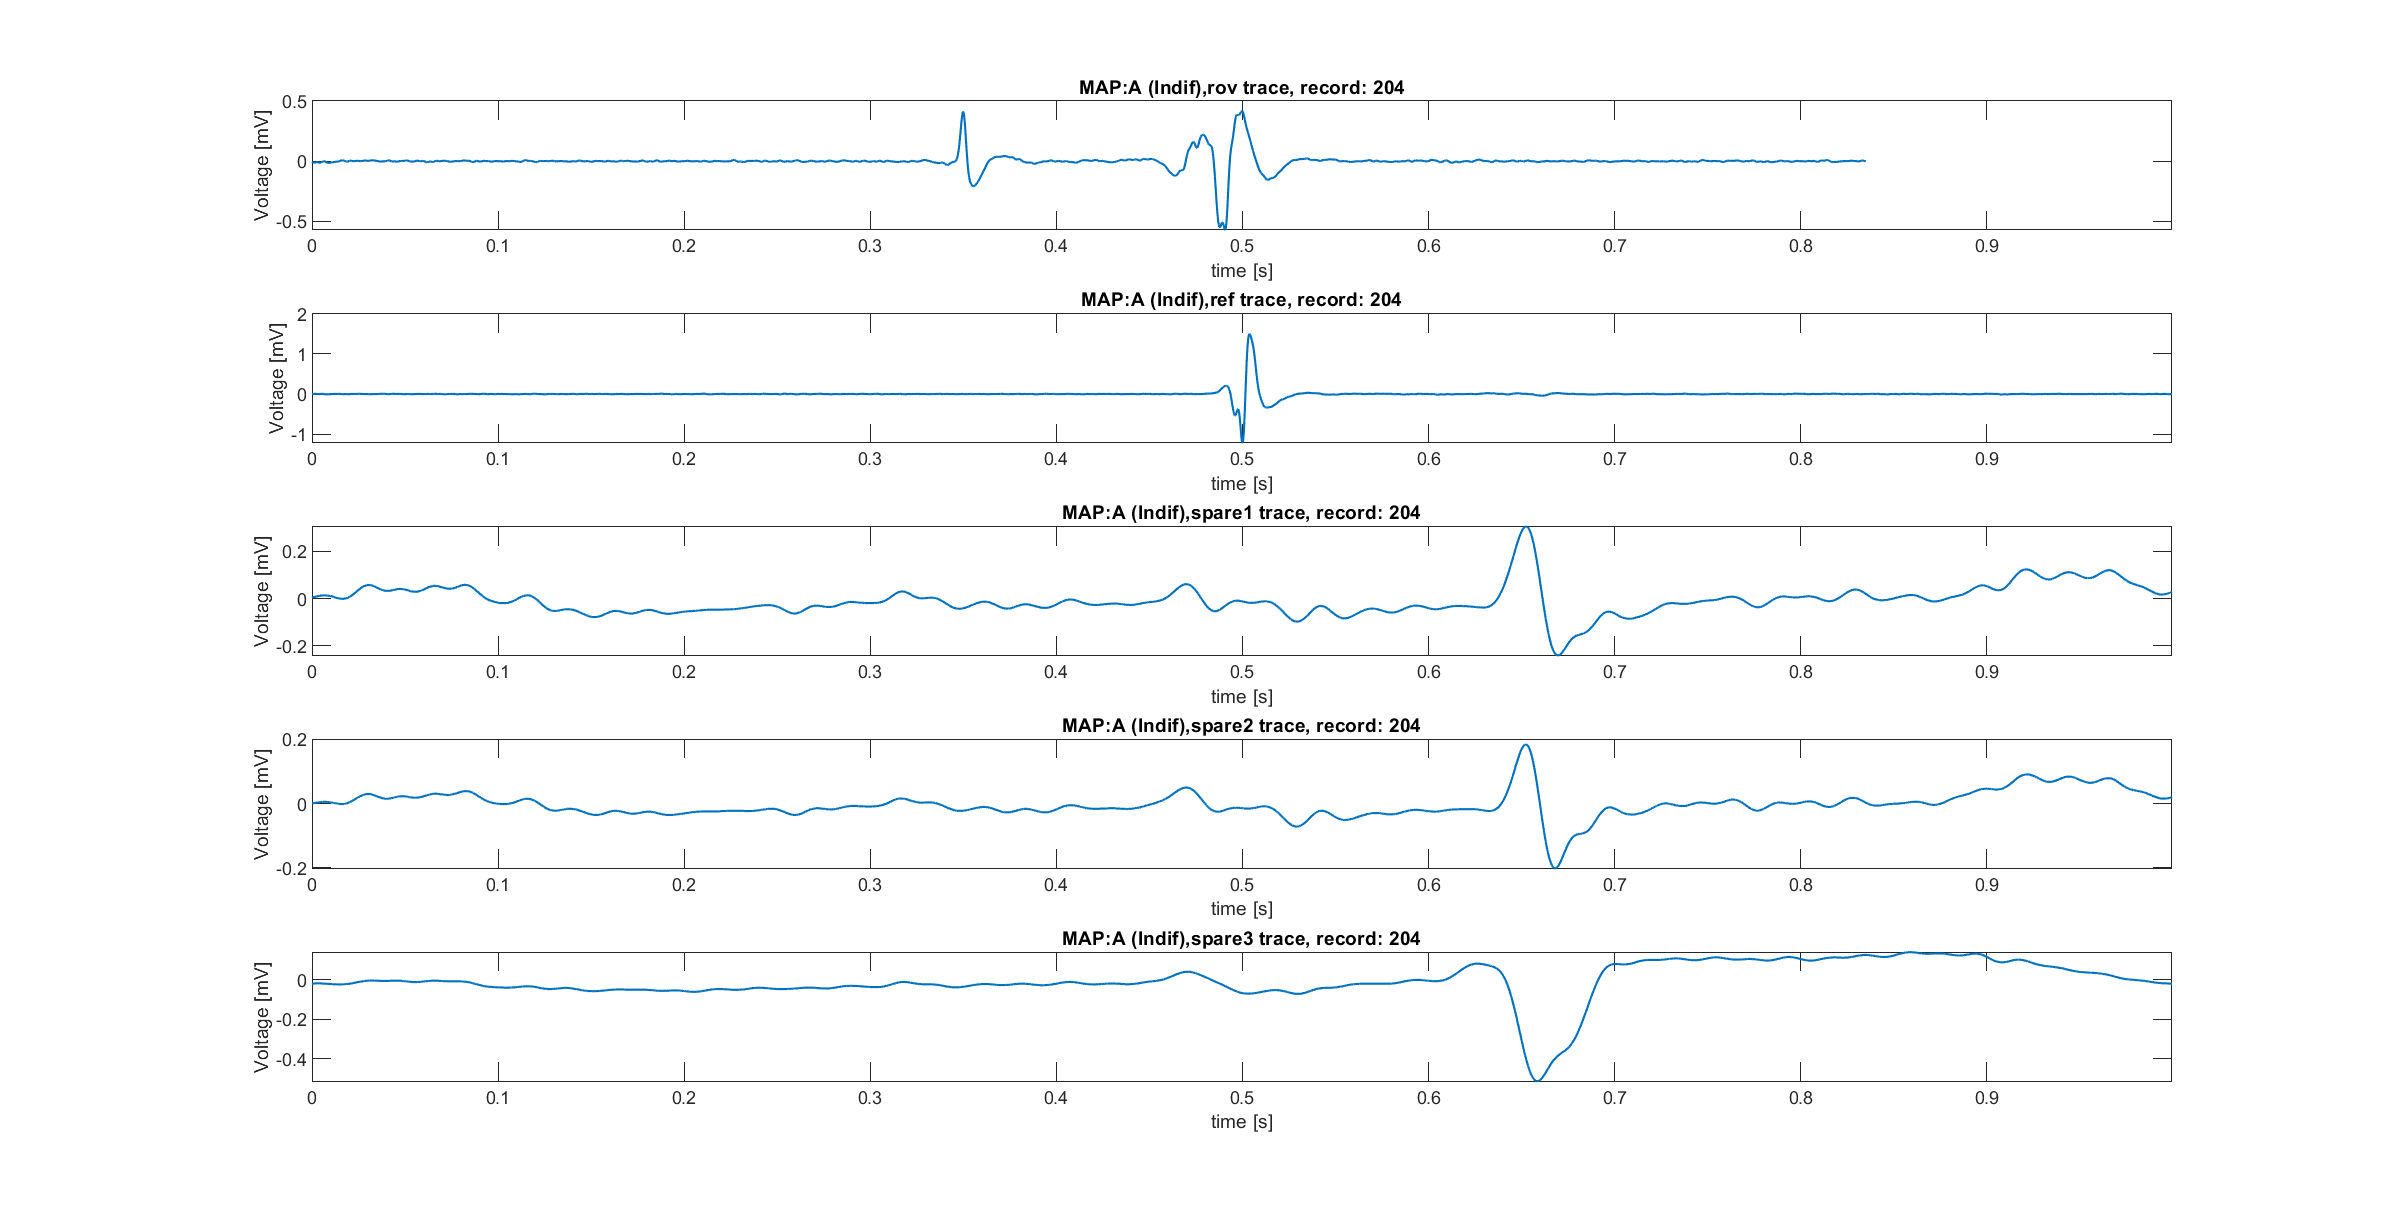 MAP:A (Indif),rov trace, record: 204
Voltage [mV]
0.5
0
-0.5
0 0.1 0.2 0.3 0.4 0.5 0.6 0.7 0.8 0.9
time [s]
MAP:A (Indif),ref trace, record: 204
Voltage [mV]
2
1
0
-1
0 0.1 0.2 0.3 0.4 0.5 0.6 0.7 0.8 0.9
time [s]
MAP:A (Indif),spare1 trace, record: 204
Voltage [mV]
0.2
0
-0.2
0 0.1 0.2 0.3 0.4 0.5 0.6 0.7 0.8 0.9
time [s]
MAP:A (Indif),spare2 trace, record: 204
Voltage [mV]
0.2
0
-0.2
0 0.1 0.2 0.3 0.4 0.5 0.6 0.7 0.8 0.9
time [s]
MAP:A (Indif),spare3 trace, record: 204
Voltage [mV]
0
-0.2
-0.4
0 0.1 0.2 0.3 0.4 0.5 0.6 0.7 0.8 0.9
time [s]